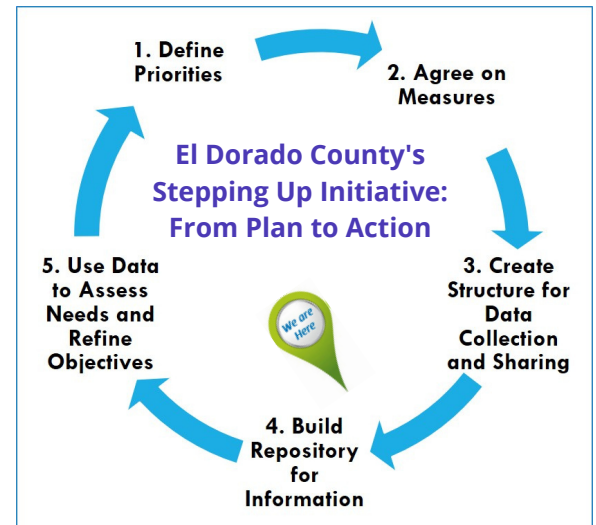 1. Define
Priorities
2. Agree on
Measures
El Dorado County's
Stepping Up Initiative:
From Plan to Action
3. Create
Structure for
Data
Collection
and Sharing
5. Use Data
to Assess
Needs and
Refine
Objectives
We are
Here
4. Build
Repository
for
Information